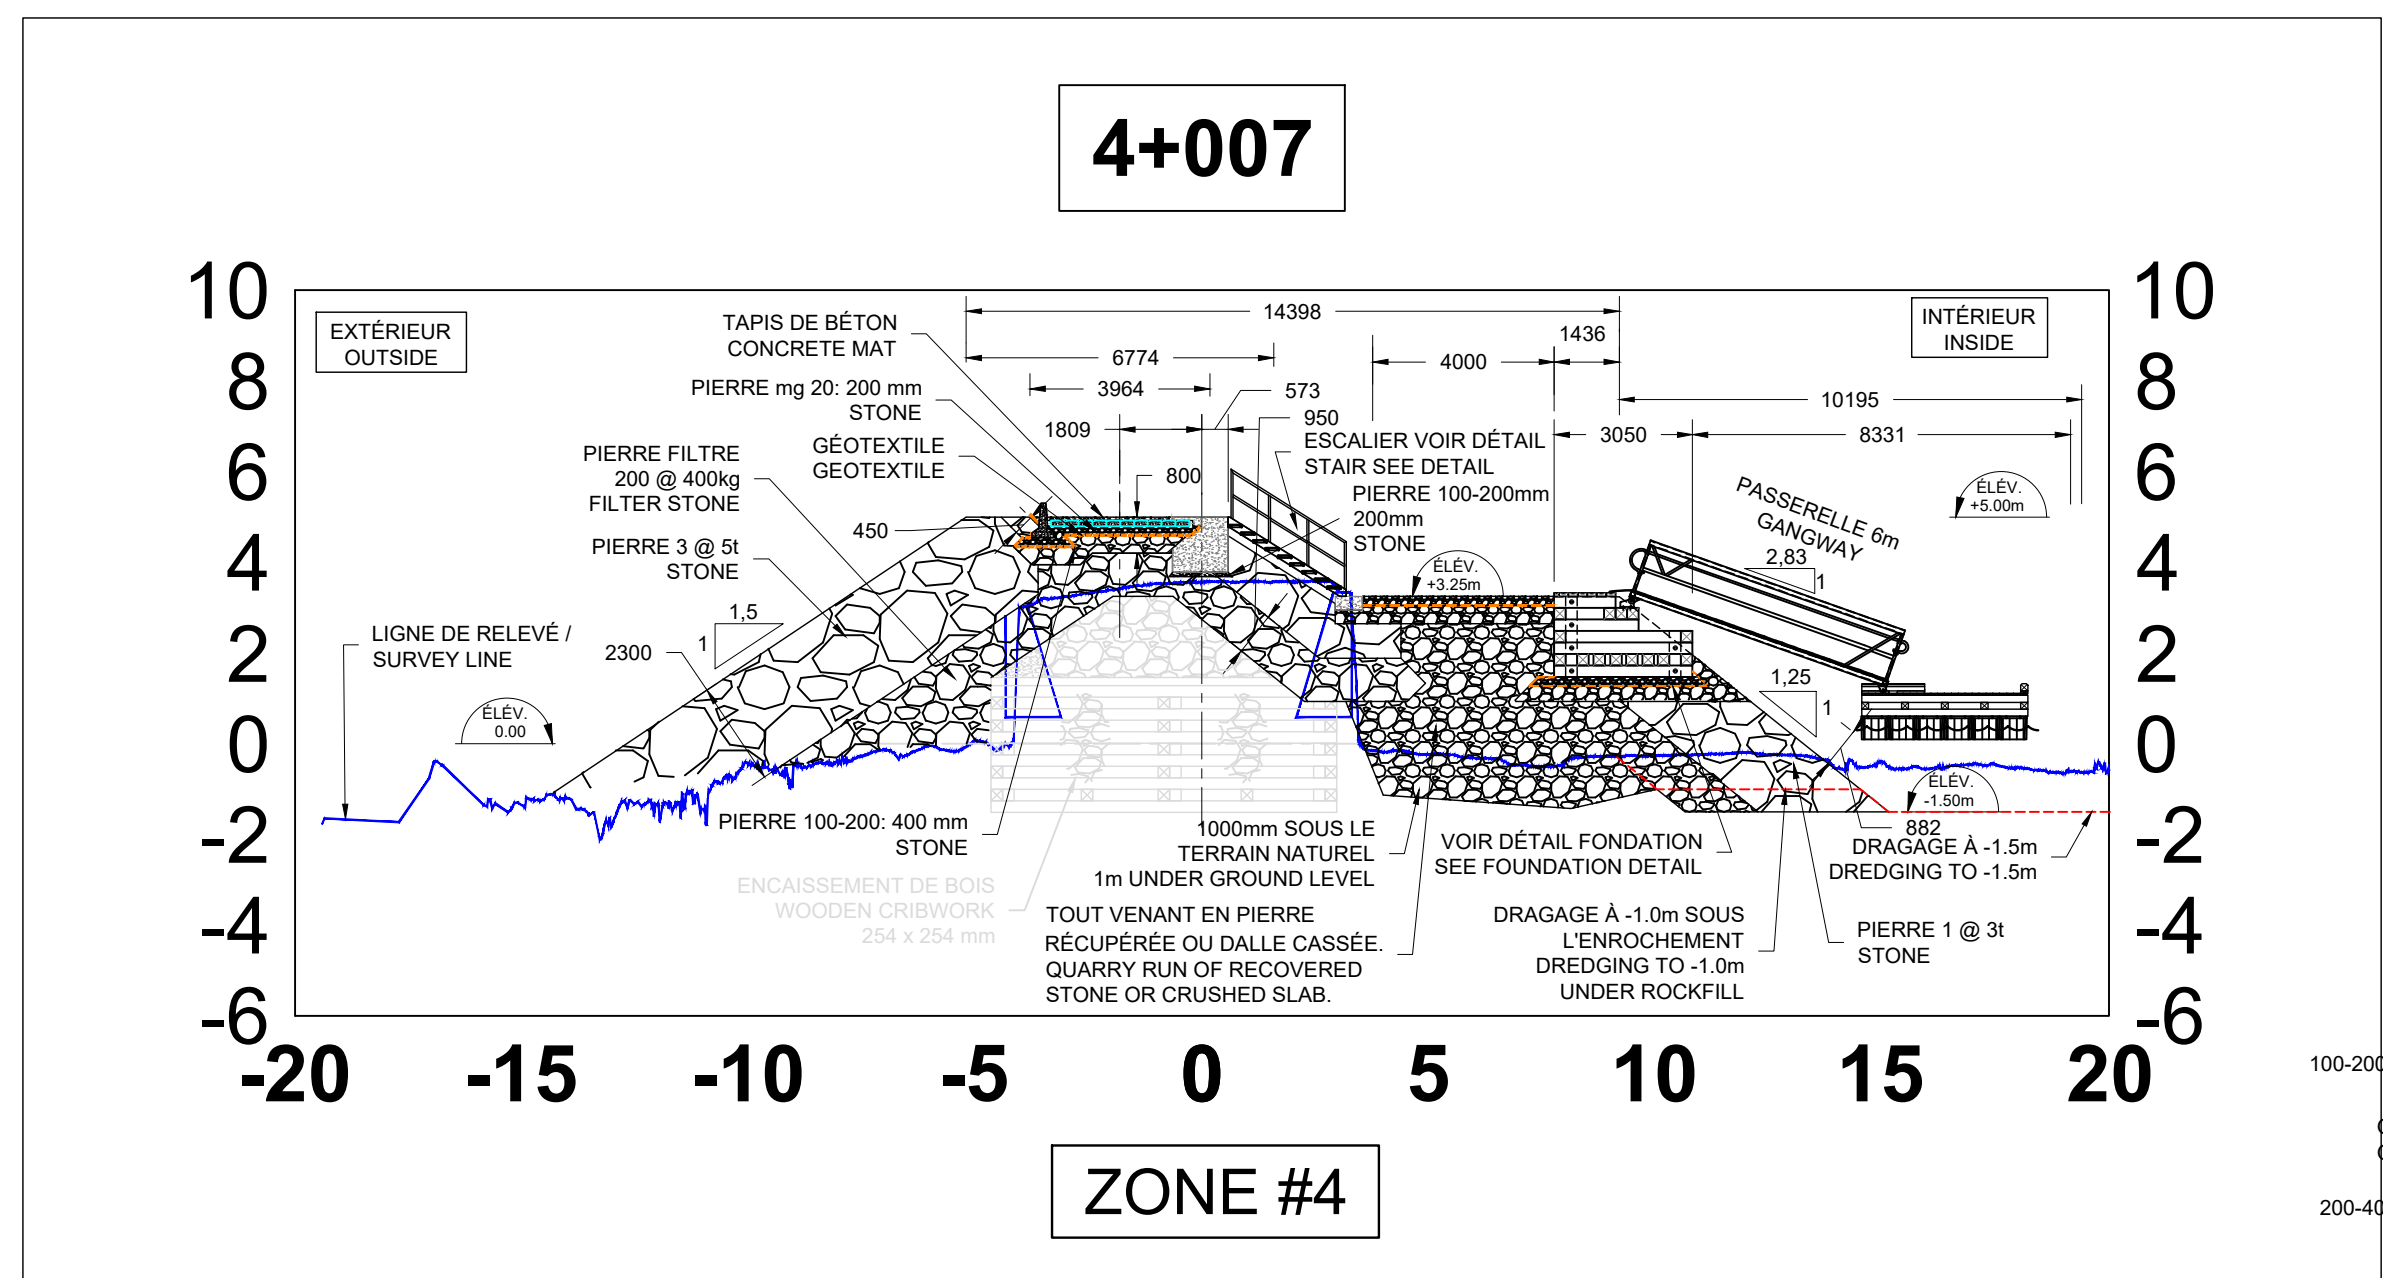 4+007
10
8
6
4
2
0
-2
-4
-6
10
8
6
4
2
0
-2
-4
-6
EXTÉRIEUR
OUTSIDE
INTÉRIEUR
INSIDE
TAPIS DE BÉTON
CONCRETE MAT
PIERRE mg 20: 200 mm
STONE
GÉOTEXTILE
GEOTEXTILE
PIERRE FILTRE
200 @ 400kg
FILTER STONE
PIERRE 3 @ 5t
STONE
LIGNE DE RELEVÉ /
SURVEY LINE
14398
6774
3964
1809
573
950
800
450
2300
1,5
1
1436
4000
10195
3050
8331
ESCALIER VOIR DÉTAIL
STAIR SEE DETAIL
PIERRE 100-200mm
200mm
STONE
ÉLÉV.
+5.00m
PASSERELLE 6m
GANGWAY
2,83
1
ÉLÉV.
+3.25m
1,25
1
ÉLÉV.
0.00
ÉLÉV.
-1.50m
882
PIERRE 100-200: 400 mm
STONE
ENCAISSEMENT DE BOIS
WOODEN CRIBWORK
254 x 254 mm
1000mm SOUS LE
TERRAIN NATUREL
1m UNDER GROUND LEVEL
TOUT VENANT EN PIERRE
RÉCUPÉRÉE OU DALLE CASSÉE.
QUARRY RUN OF RECOVERED
STONE OR CRUSHED SLAB.
VOIR DÉTAIL FONDATION
SEE FOUNDATION DETAIL
DRAGAGE À -1.0m SOUS
L'ENROCHEMENT
DREDGING TO -1.0m
UNDER ROCKFILL
DRAGAGE À -1.5m
DREDGING TO -1.5m
PIERRE 1 @ 3t
STONE
-20 -15 -10 -5 0 5 10 15 20
ZONE #4
100-200
200-40